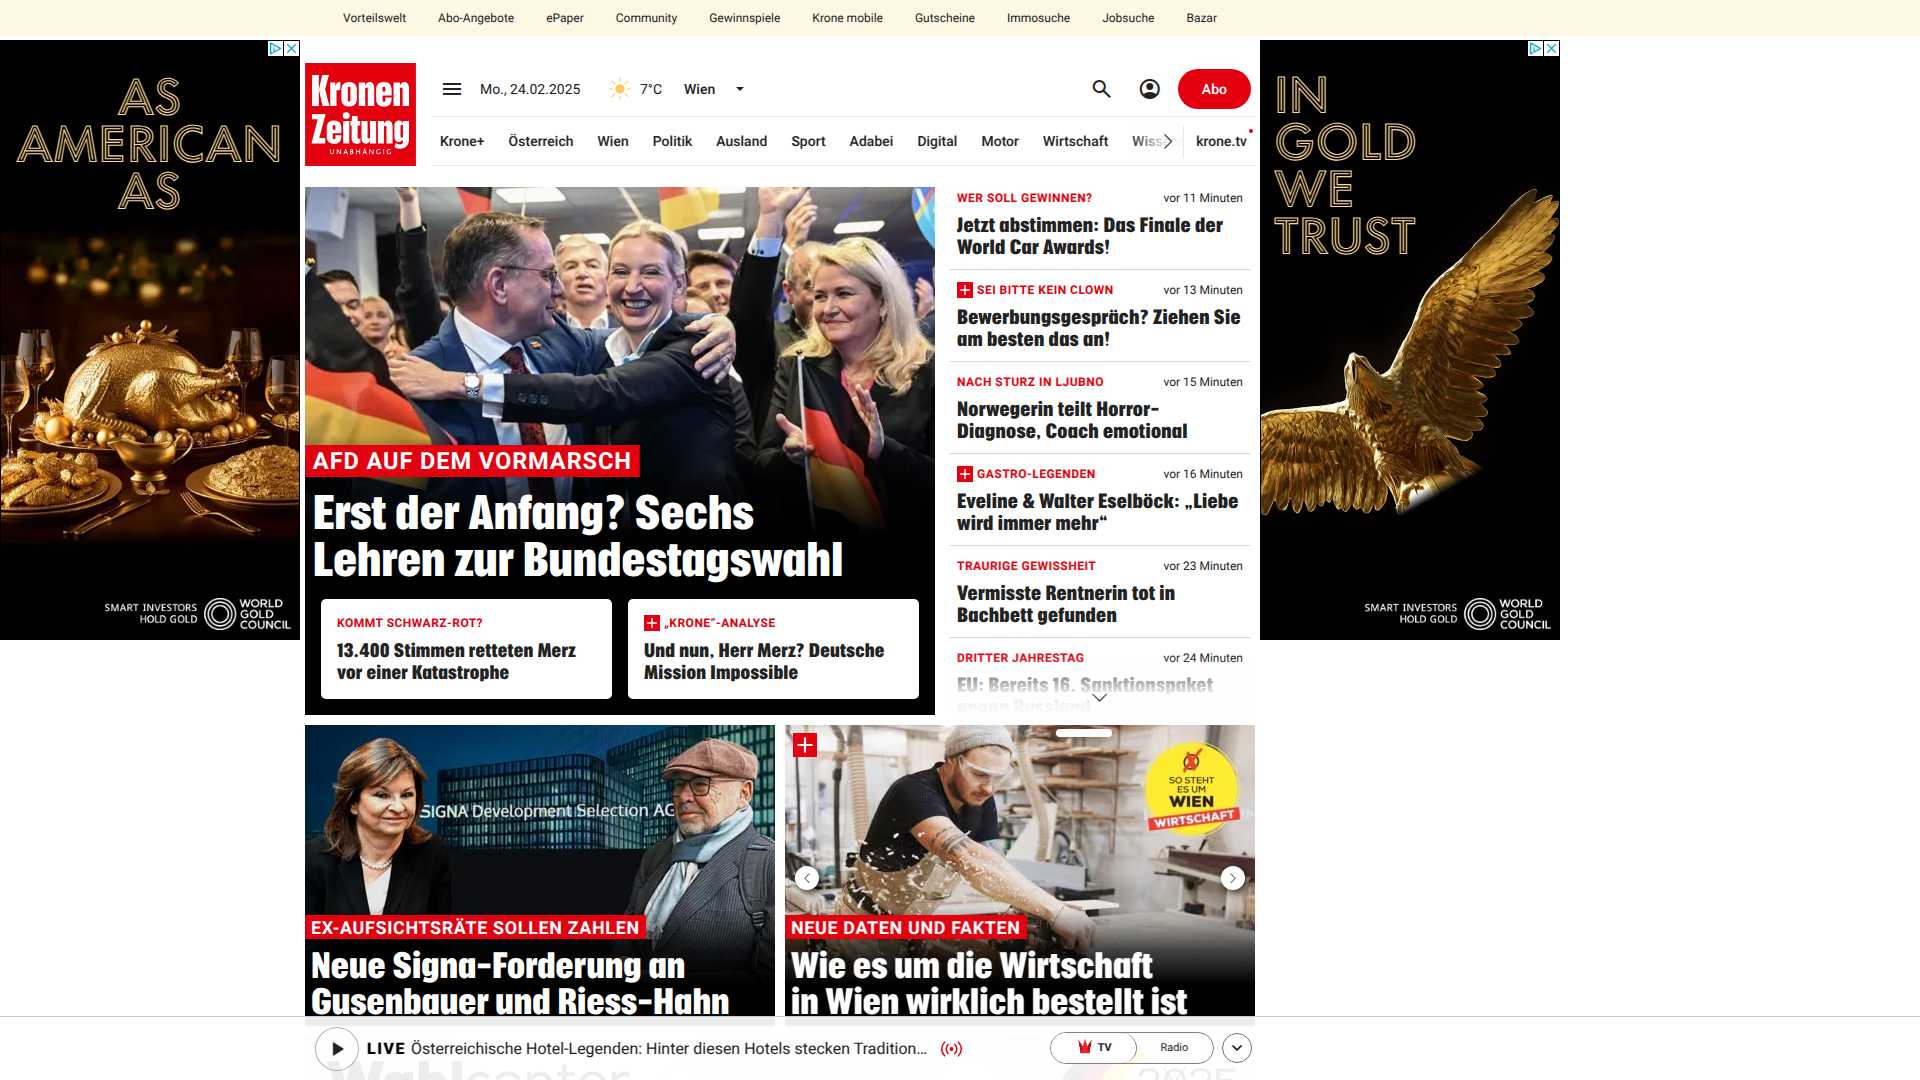 Vorteilswelt Abo-Angebote ePaper Community Gewinnspiele Krone mobile Gutscheine Immosuche Jobsuche Bazar
AS
AMERICAN
AS
SMART INVESTORS
HOLD GOLD
WORLD
GOLD
COUNCIL
Kronen
Zeitung
UNABHÄNGIG
Mo., 24.02.2025 7°C Wien
Abo
Krone+ Österreich Wien Politik Ausland Sport Adabei Digital Motor Wirtschaft krone.tv
AFD AUF DEM VORMARSCH
Erst der Anfang? Sechs
Lehren zur Bundestagswahl
KOMMT SCHWARZ-ROT?
13.400 Stimmen retteten Merz
vor einer Katastrophe
„KRONE“-ANALYSE
Und nun, Herr Merz? Deutsche
Mission Impossible
WER SOLL GEWINNEN? vor 11 Minuten
Jetzt abstimmen: Das Finale der
World Car Awards!
SEI BITTE KEIN CLOWN vor 13 Minuten
Bewerbungsgespräch? Ziehen Sie
am besten das an!
NACH STURZ IN LJUBNO vor 15 Minuten
Norwegerin teilt Horror-
Diagnose, Coach emotional
GASTRO-LEGENDEN vor 16 Minuten
Eveline & Walter Eselböck: „Liebe
wird immer mehr“
TRAURIGE GEWISSHEIT vor 23 Minuten
Vermisste Rentnerin tot in
Bachbett gefunden
DRITTER JAHRESTAG vor 24 Minuten
EU: Bereits 16. Sanktionspaket
gegen Russland
IN
GOLD
WE
TRUST
SMART INVESTORS
HOLD GOLD
WORLD
GOLD
COUNCIL
SIGNA Development Selection AG
EX-AUFSICHTSRÄTE SOLLEN ZAHLEN
Neue Signa-Forderung an
Gusenbauer und Riess-Hahn
SO STEHT
ES UM
WIEN
WIRTSCHAFT
NEUE DATEN UND FAKTEN
Wie es um die Wirtschaft
in Wien wirklich bestellt ist
LIVE Österreichische Hotel-Legenden: Hinter diesen Hotels stecken Tradition...
TV Radio
Wahlcenter
2025